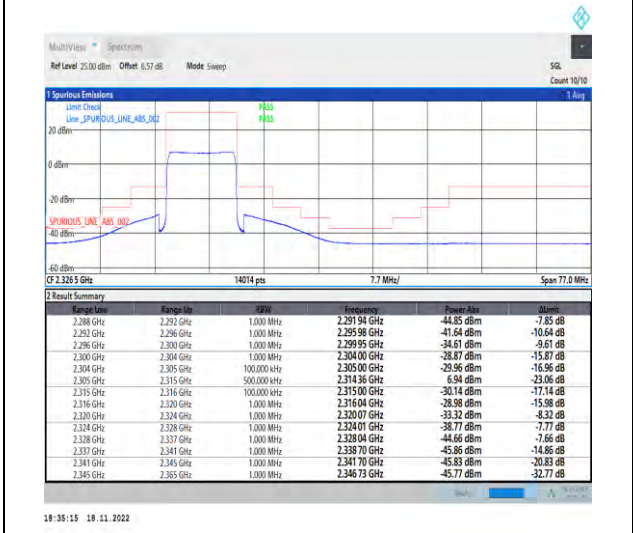 MultiView Spectrum
Ref Level 25.00 dBm Offset 6.57 dB Mode Sweep SGL
Count 10/10
1 Spurious Emissions 1 Avg
Limit Check PASS
Line _SPURIOUS_LINE_ABS_002 PASS
20 dBm
0 dBm
-20 dBm
SPURIOUS_LINE_ABS_002
-40 dBm
-60 dBm
CF 2.326 5 GHz 14014 pts 7.7 MHz/ Span 77.0 MHz
2 Result Summary
Range Low Range Up RBW Frequency Power Abs ΔLimit
2.288 GHz 2.292 GHz 1.000 MHz 2.291 94 GHz -44.85 dBm -7.85 dB
2.292 GHz 2.296 GHz 1.000 MHz 2.295 98 GHz -41.64 dBm -10.64 dB
2.296 GHz 2.300 GHz 1.000 MHz 2.299 95 GHz -34.61 dBm -9.61 dB
2.300 GHz 2.304 GHz 1.000 MHz 2.304 00 GHz -28.87 dBm -15.87 dB
2.304 GHz 2.305 GHz 100.000 kHz 2.305 00 GHz -29.96 dBm -16.96 dB
2.305 GHz 2.315 GHz 500.000 kHz 2.314 36 GHz 6.94 dBm -23.06 dB
2.315 GHz 2.316 GHz 100.000 kHz 2.315 00 GHz -30.14 dBm -17.14 dB
2.316 GHz 2.320 GHz 1.000 MHz 2.316 04 GHz -28.98 dBm -15.98 dB
2.320 GHz 2.324 GHz 1.000 MHz 2.320 07 GHz -33.32 dBm -8.32 dB
2.324 GHz 2.328 GHz 1.000 MHz 2.324 01 GHz -38.77 dBm -7.77 dB
2.328 GHz 2.337 GHz 1.000 MHz 2.328 04 GHz -44.66 dBm -7.66 dB
2.337 GHz 2.341 GHz 1.000 MHz 2.338 70 GHz -45.86 dBm -14.86 dB
2.341 GHz 2.345 GHz 1.000 MHz 2.341 70 GHz -45.83 dBm -20.83 dB
2.345 GHz 2.365 GHz 1.000 MHz 2.346 73 GHz -45.77 dBm -32.77 dB
18:35:15 18.11.2022